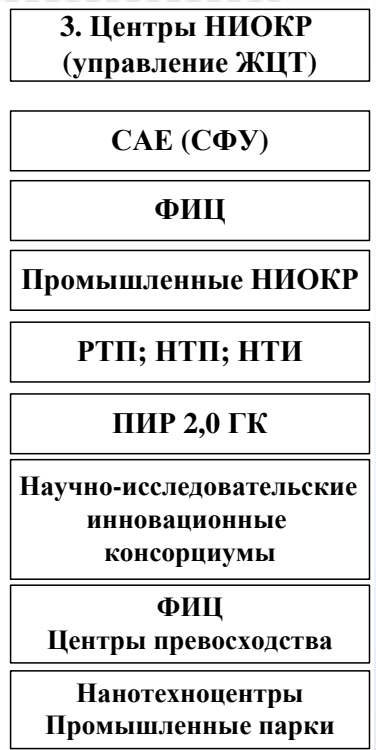 3. Центры НИОКР
(управление ЖЦТ)
САЕ (СФУ)
ФИЦ
Промышленные НИОКР
РТП; НТП; НТИ
ПИР 2,0 ГК
Научно-исследовательские
инновационные
консорциумы
ФИЦ
Центры превосходства
Нанотехноцентры
Промышленные парки